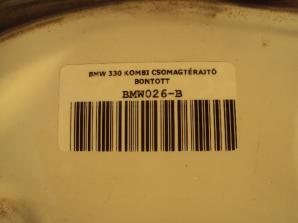 BMW 330 KOMBI CSOMAGTÉRAJTÓ
BONTOTT
BMW026-B